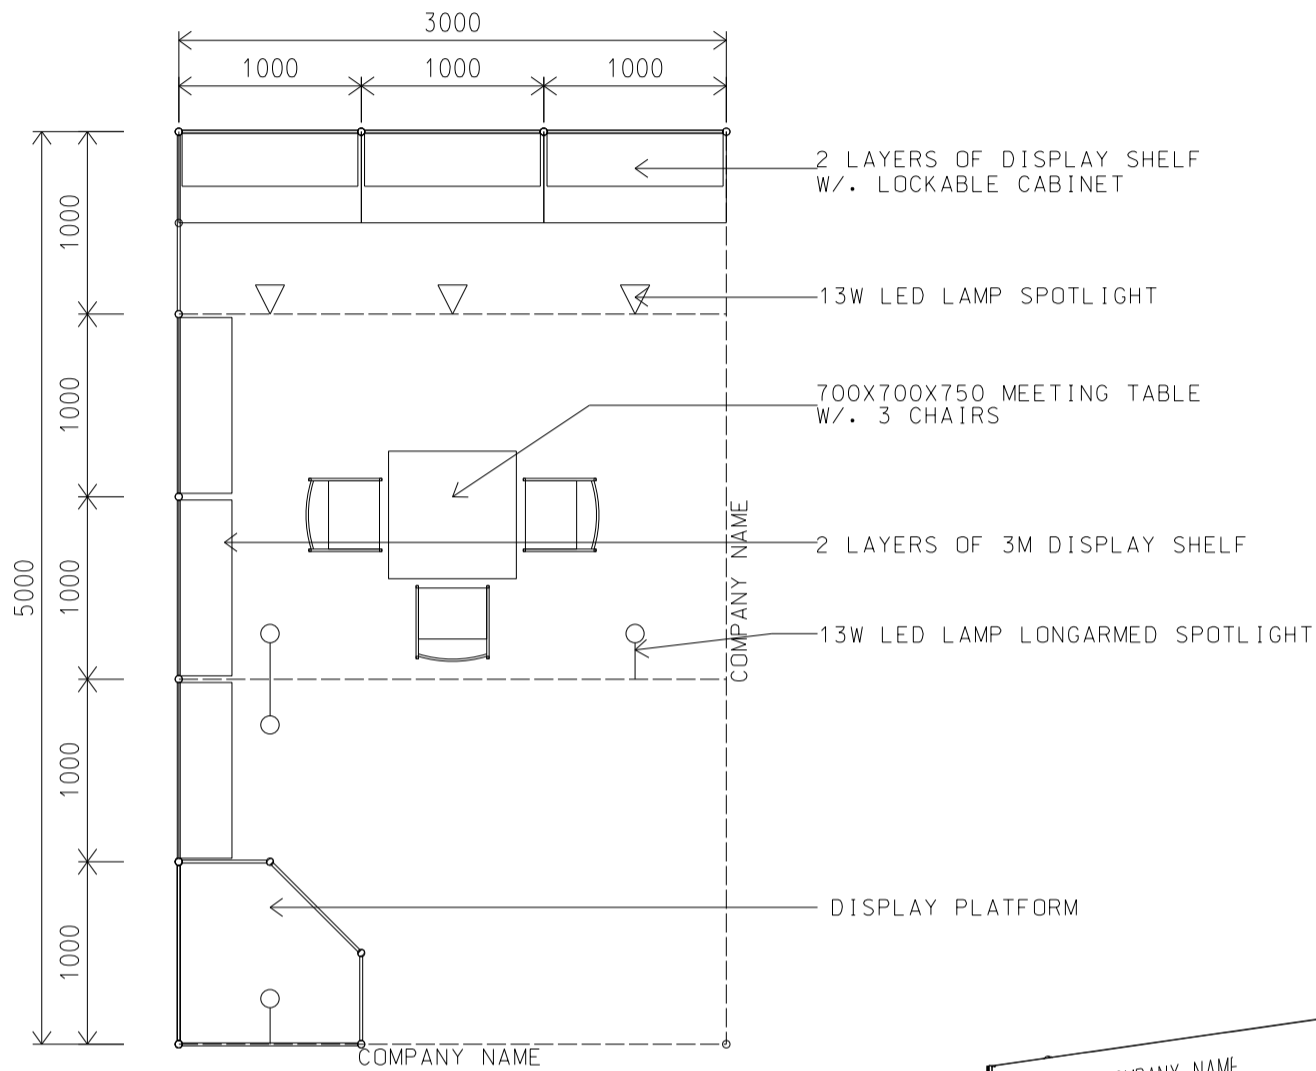 3000
1000
1000
1000
2 LAYERS OF DISPLAY SHELF
W/. LOCKABLE CABINET
1000
13W LED LAMP SPOTLIGHT
700X700X750 MEETING TABLE
W/. 3 CHAIRS
1000
COMPANY NAME
2 LAYERS OF 3M DISPLAY SHELF
5000
1000
13W LED LAMP LONGARMED SPOTLIGHT
1000
DISPLAY PLATFORM
1000
COMPANY NAME
NAME